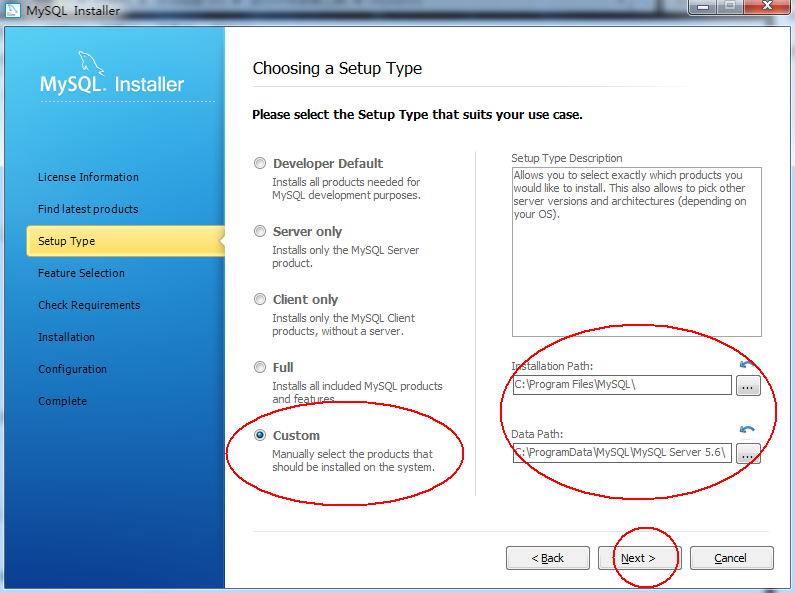 MySQL Installer
MySQL. Installer
License Information
Find latest products
Setup Type
Feature Selection
Check Requirements
Installation
Configuration
Complete
Choosing a Setup Type
Please select the Setup Type that suits your use case.
Developer Default
Installs all products needed for
MySQL development purposes.
Server only
Installs only the MySQL Server
product.
Client only
Installs only the MySQL Client
products, without a server.
Full
Installs all included MySQL products
and features.
Custom
Manually select the products that
should be installed on the system.
Setup Type Description
Allows you to select exactly which products you
would like to install. This also allows to pick other
server versions and architectures (depending on
your OS).
Installation Path:
C:\Program Files\MySQL\
...
Data Path:
C:\ProgramData\MySQL\MySQL Server 5.6\
...
< Back
Next >
Cancel